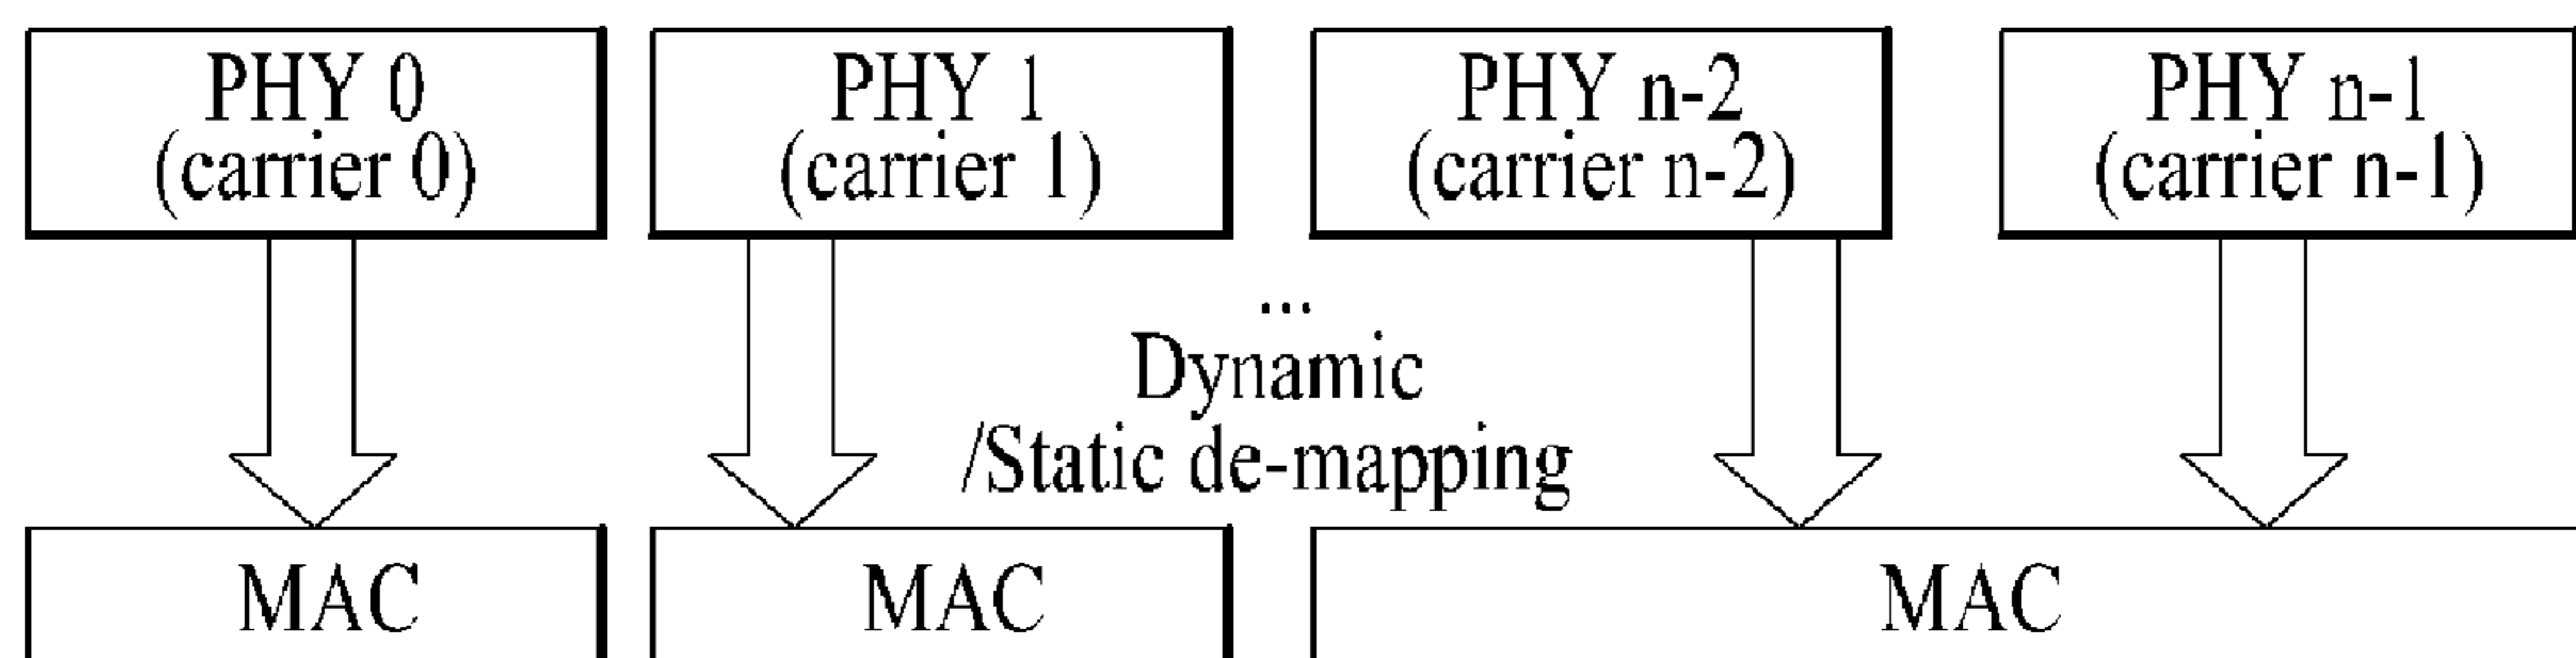 PHY 0
(carrier 0)
PHY 1
(carrier 1)
PHY n-2
(carrier n-2)
PHY n-1
(carrier n-1)
...
Dynamic
/Static de-mapping
MAC
MAC
MAC